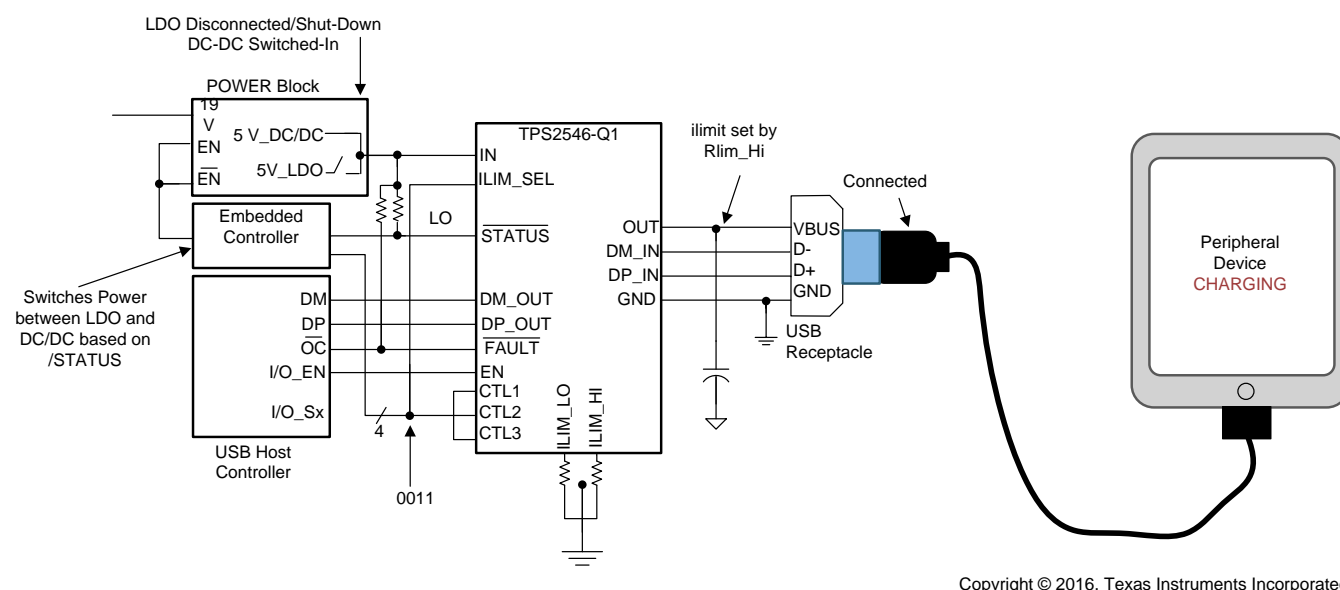 LDO Disconnected/Shut-Down
DC-DC Switched-In
POWER Block
19
V
EN
EN
5 V_DC/DC
5V_LDO
Embedded
Controller
Switches Power
between LDO and
DC/DC based on
/STATUS
DM
DP
OC
I/O_EN
I/O_Sx
USB Host
Controller
LO
4
0011
TPS2546-Q1
IN
ILIM_SEL
STATUS
DM_OUT
DP_OUT
FAULT
EN
CTL1
CTL2
CTL3
ILIM_LO
ILIM_HI
OUT
DM_IN
DP_IN
GND
ilimit set by
Rlim_Hi
Connected
VBUS
D-
D+
GND
USB
Receptacle
Peripheral
Device
CHARGING
Copyright © 2016, Texas Instruments Incorporated